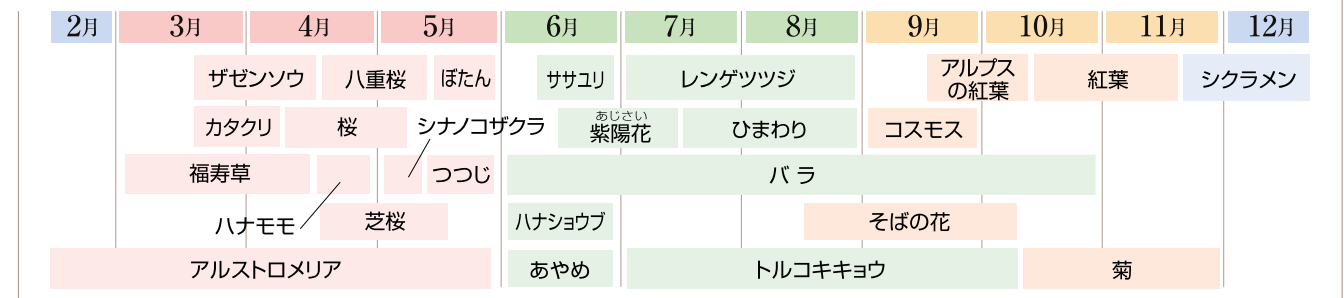 2月 3月 4月 5月 6月 7月 8月 9月 10月 11月 12月
ザゼンソウ 八重桜 ぼたん ササユリ レンゲツツジ アルプス
の紅葉 紅葉 シクラメン
カタクリ 桜 シナノコザクラ あじさい
紫陽花 ひまわり コスモス
福寿草 つつじ バラ
ハナモモ 芝桜 ハナショウブ そばの花
アルストロメリア あやめ トルコキキョウ 菊